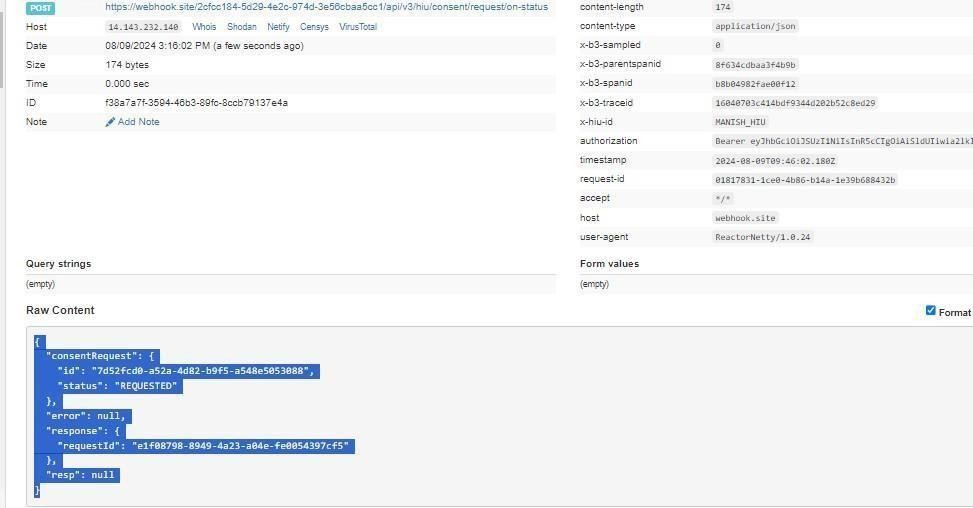 POST https://webhook.site/2cfcc184-5d29-4e2c-974d-3e56cbaa5cc1/api/v3/hiu/consent/request/on-status
Host 14.143.232.140 Whois Shodan Netify Censys VirusTotal
Date 08/09/2024 3:16:02 PM (a few seconds ago)
Size 174 bytes
Time 0.000 sec
ID f38a7a7f-3594-46b3-89fc-8ccb79137e4a
Note Add Note
content-length 174
content-type application/json
x-b3-sampled 0
x-b3-parentspanid 8f634cdbaa3f4b9b
x-b3-spanid b8b04982fae00f12
x-b3-traceid 16040703c414bdf9344d202b52c8ed29
x-hiu-id MANISH_HIU
authorization Bearer eyJhbGciOiJSUzI1NiIsInR5cCIgOiAiSldUIiwia2lkI
timestamp 2024-08-09T09:46:02.180Z
request-id 01817831-1ce0-4b86-b14a-1e39b688432b
accept */*
host webhook.site
user-agent ReactorNetty/1.0.24
Query strings
(empty)
Form values
(empty)
Raw Content
Format
{
"consentRequest": {
"id": "7d52fcd0-a52a-4d82-b9f5-a548e5053088",
"status": "REQUESTED"
},
"error": null,
"response": {
"requestId": "e1f08798-8949-4a23-a04e-fe0054397cf5"
},
"resp": null
}